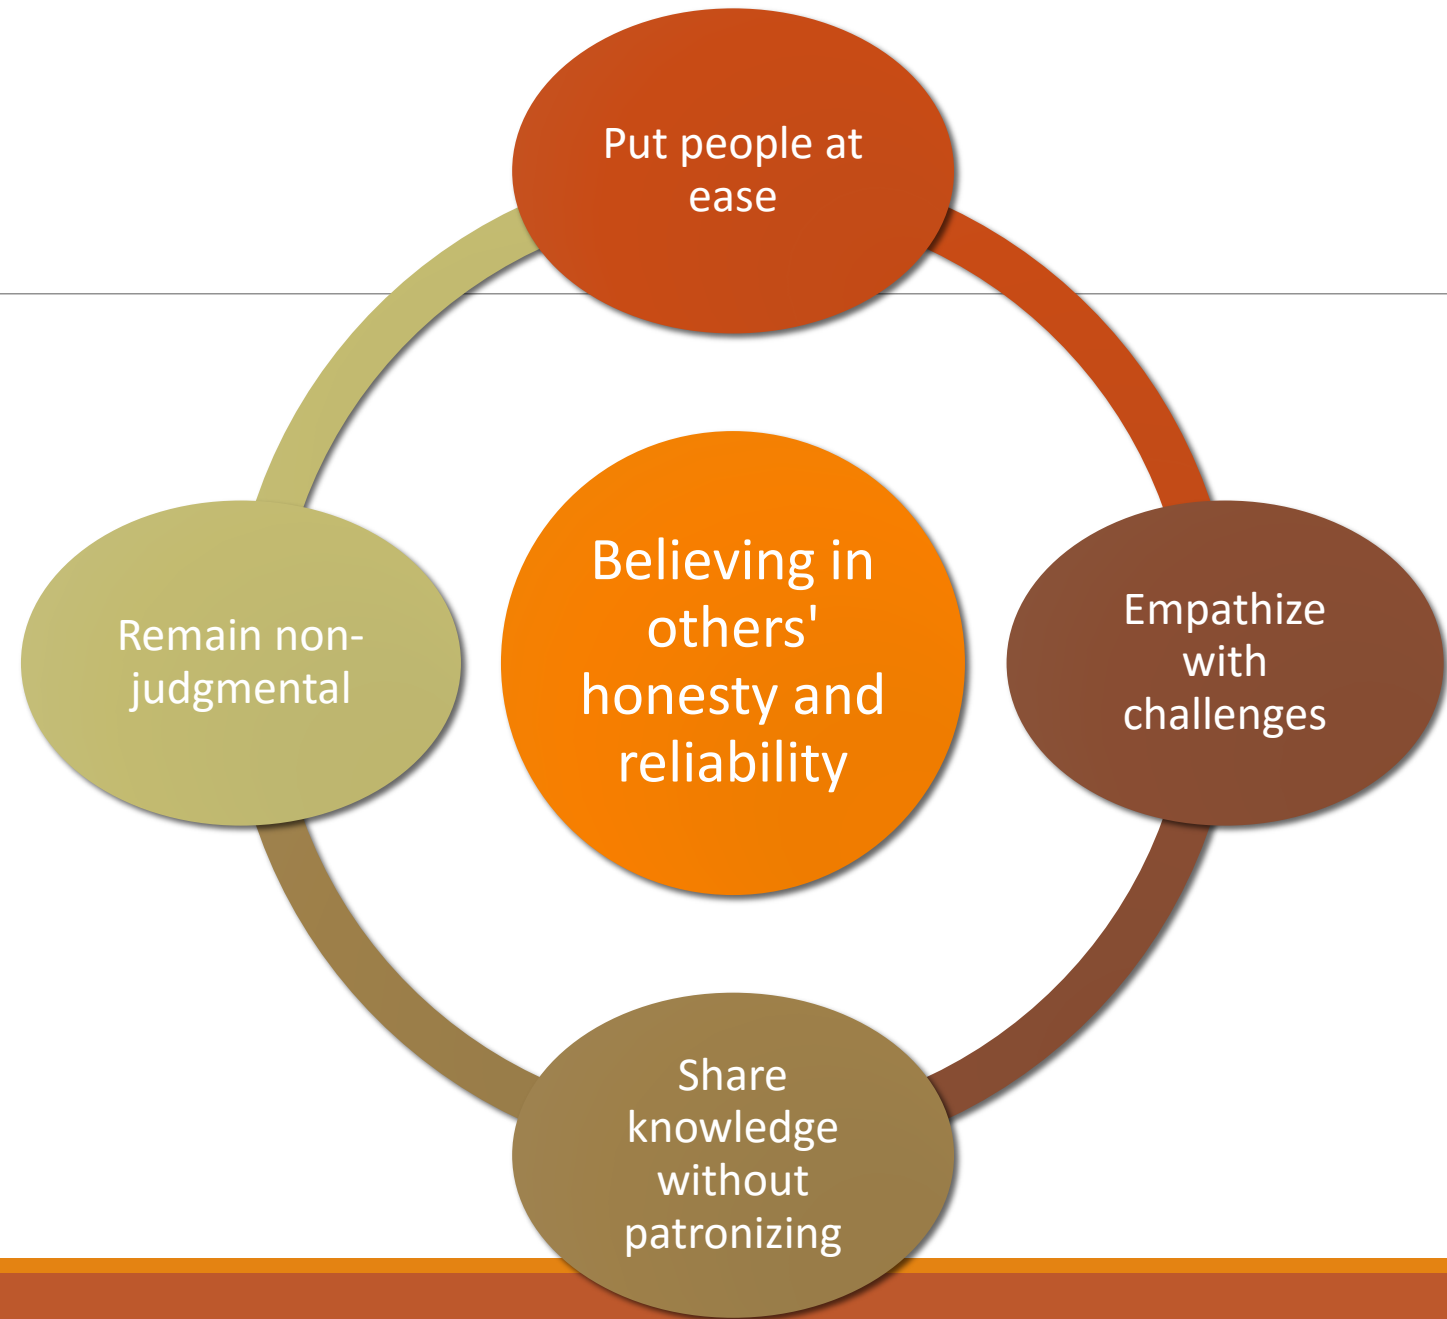 Put people at
ease
Believing in
others'
honesty and
reliability
Empathize
with
challenges
Share
knowledge
without
patronizing
Remain non-
judgmental